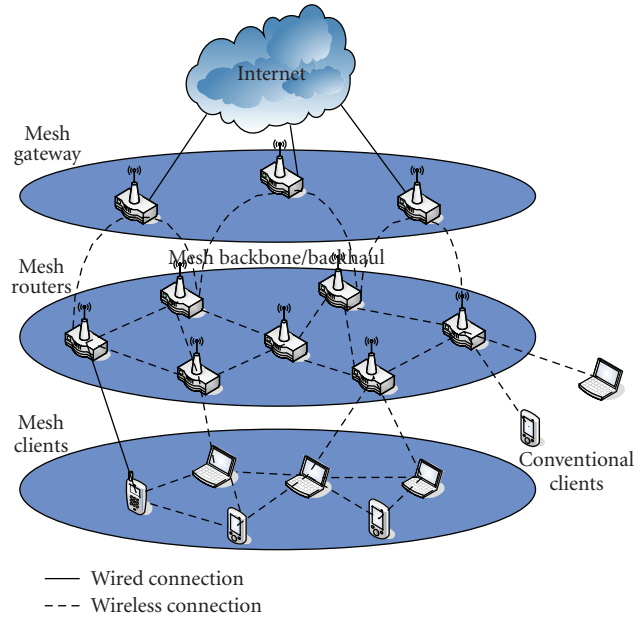 Internet
Mesh
gateway
Mesh backbone/backhaul
Mesh
routers
Mesh
clients
Conventional
clients
Wired connection
Wireless connection